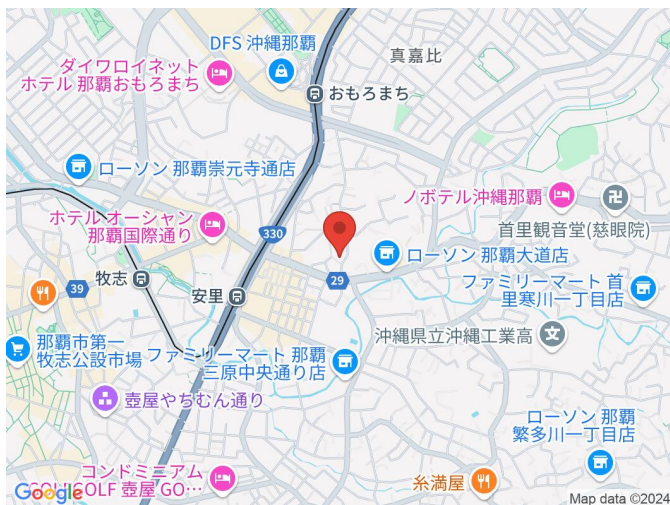 DFS 沖縄那覇
真嘉比
ダイワロイネット
ホテル 那覇おもろまち
おもろまち
ローソン 那覇崇元寺通店
ノボテル沖縄那覇
首里観音堂(慈眼院)
ホテル オーシャン
那覇国際通り
330
ローソン 那覇大道店
牧志
39
安里
29
ファミリーマート 首
里寒川一丁目店
那覇市第一
牧志公設市場
ファミリーマート 那覇
三原中央通り店
沖縄県立沖縄工業高
壺屋やちむん通り
ローソン 那覇
繁多川一丁目店
コンドミニアム
GOLF 壺屋 GO…
糸満屋
Google
Map data ©2024